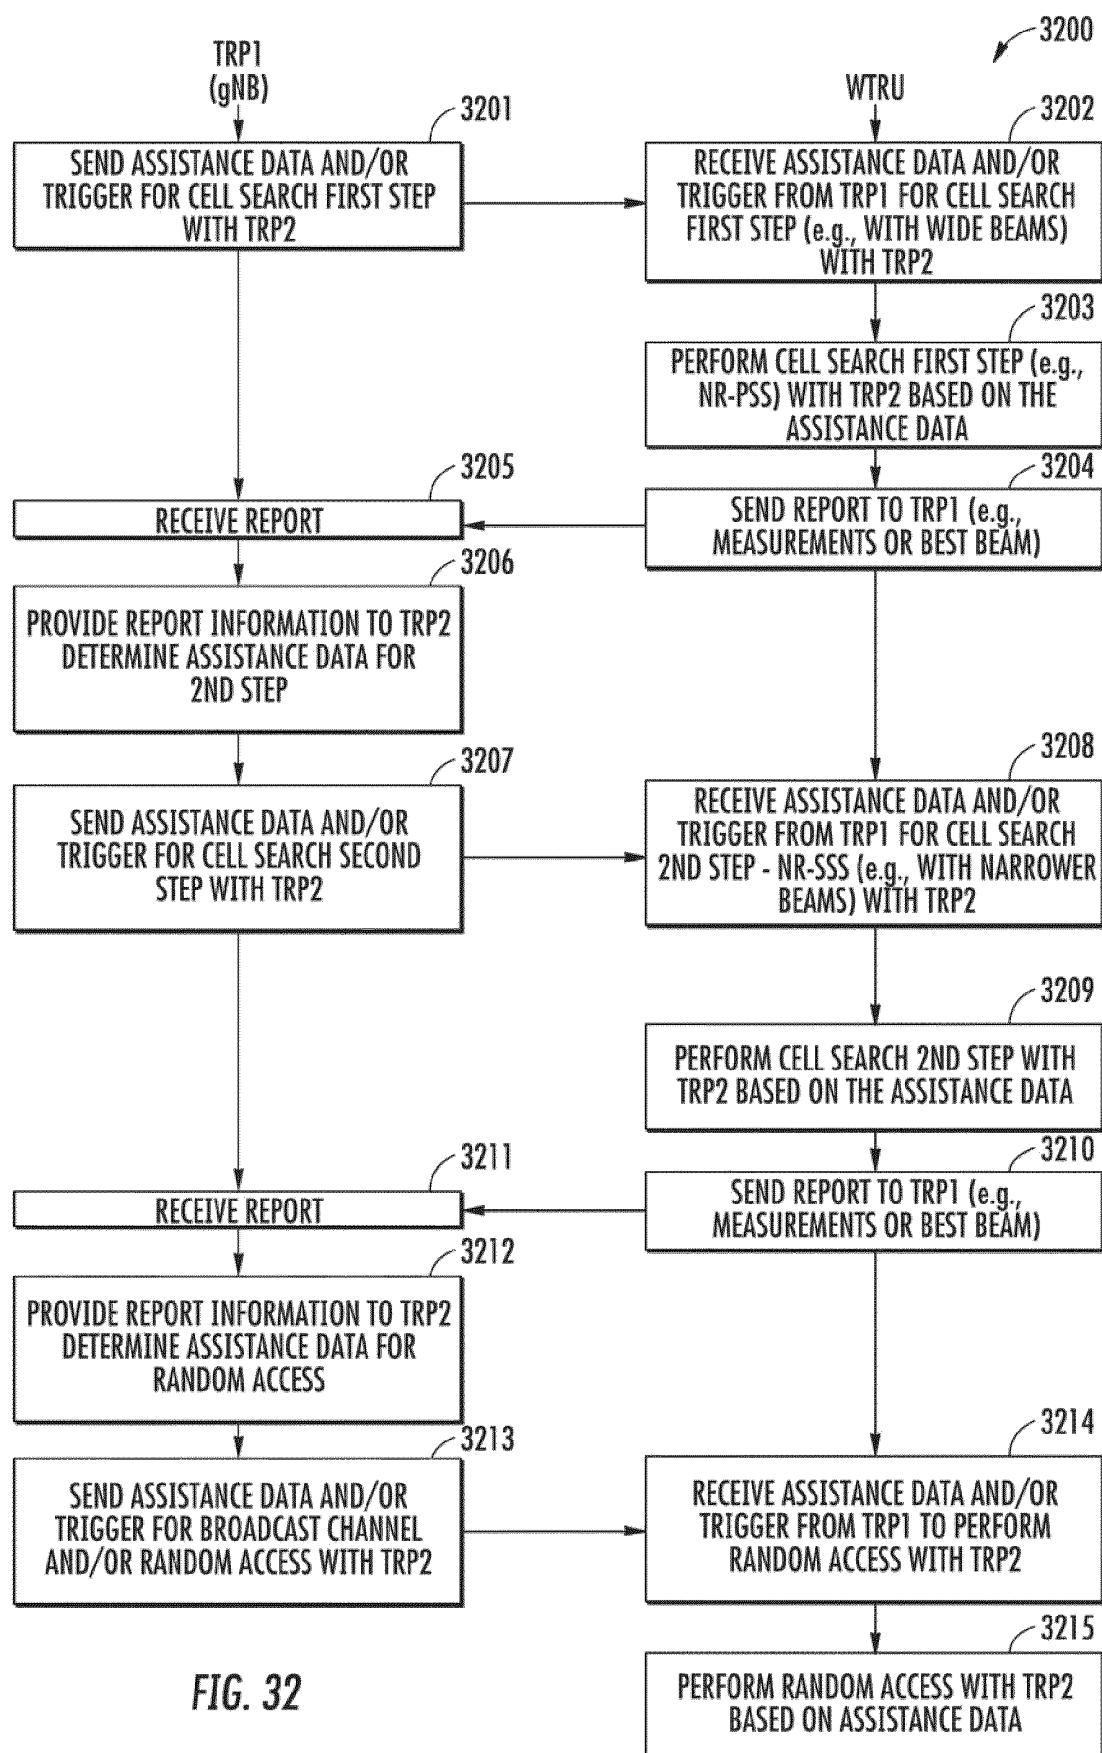 3200
TRP1
(gNB)
WTRU
3201
SEND ASSISTANCE DATA AND/OR
TRIGGER FOR CELL SEARCH FIRST STEP
WITH TRP2
3202
RECEIVE ASSISTANCE DATA AND/OR
TRIGGER FROM TRP1 FOR CELL SEARCH
FIRST STEP (e.g., WITH WIDE BEAMS)
WITH TRP2
3203
PERFORM CELL SEARCH FIRST STEP (e.g.,
NR-PSS) WITH TRP2 BASED ON THE
ASSISTANCE DATA
3204
SEND REPORT TO TRP1 (e.g.,
MEASUREMENTS OR BEST BEAM)
3205
RECEIVE REPORT
3206
PROVIDE REPORT INFORMATION TO TRP2
DETERMINE ASSISTANCE DATA FOR
2ND STEP
3207
SEND ASSISTANCE DATA AND/OR
TRIGGER FOR CELL SEARCH SECOND
STEP WITH TRP2
3208
RECEIVE ASSISTANCE DATA AND/OR
TRIGGER FROM TRP1 FOR CELL SEARCH
2ND STEP - NR-SSS (e.g., WITH NARROWER
BEAMS) WITH TRP2
3209
PERFORM CELL SEARCH 2ND STEP WITH
TRP2 BASED ON THE ASSISTANCE DATA
3210
SEND REPORT TO TRP1 (e.g.,
MEASUREMENTS OR BEST BEAM)
3211
RECEIVE REPORT
3212
PROVIDE REPORT INFORMATION TO TRP2
DETERMINE ASSISTANCE DATA FOR
RANDOM ACCESS
3213
SEND ASSISTANCE DATA AND/OR
TRIGGER FOR BROADCAST CHANNEL
AND/OR RANDOM ACCESS WITH TRP2
3214
RECEIVE ASSISTANCE DATA AND/OR
TRIGGER FROM TRP1 TO PERFORM
RANDOM ACCESS WITH TRP2
3215
PERFORM RANDOM ACCESS WITH TRP2
BASED ON ASSISTANCE DATA
FIG. 32